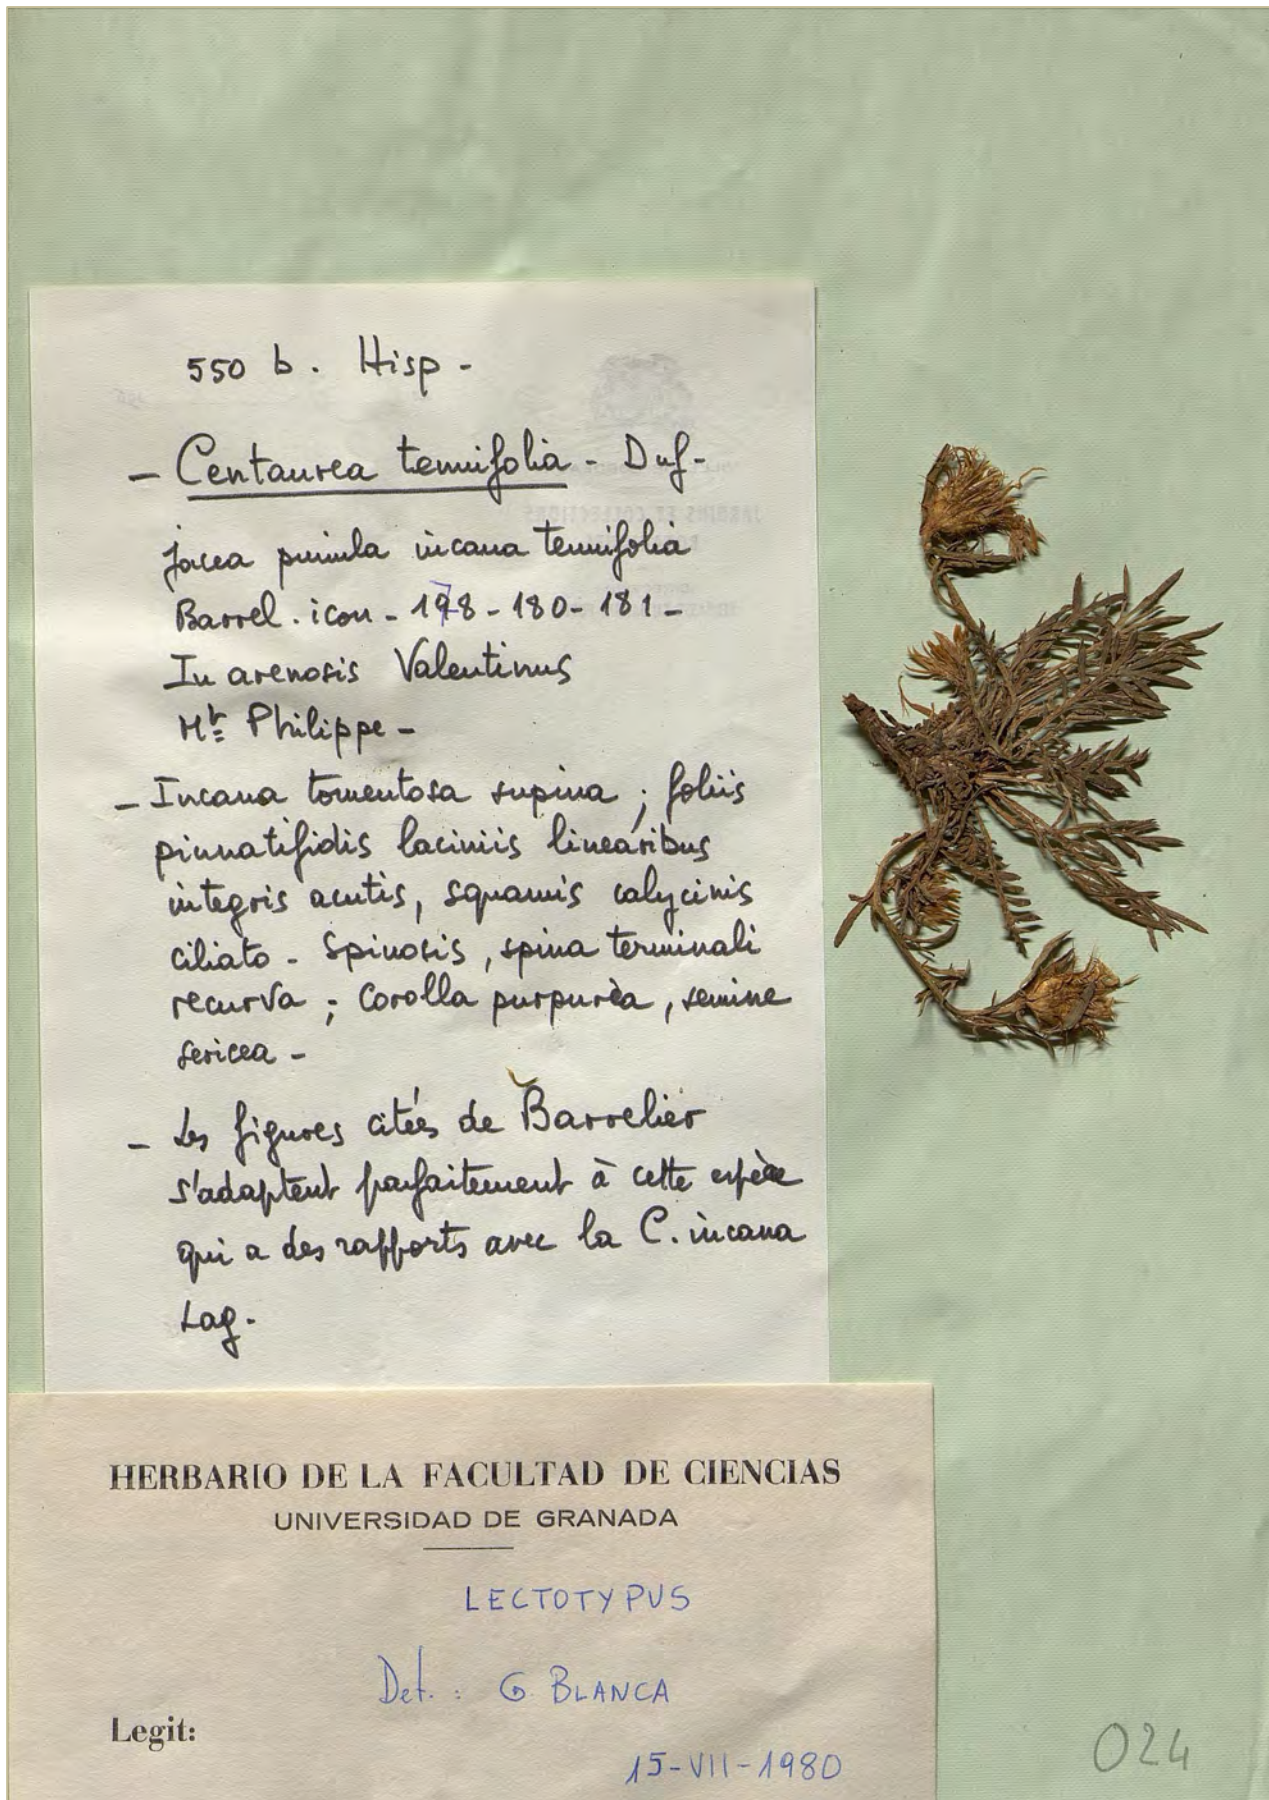 550 b. Hisp -
- Centaurea tenuifolia - Duf -
jacea pumila incana tenuifolia
Barrel. icon - 178 - 180 - 181 -
In arenosis Valentinus
Mr Philippe -
- Incana tomentosa supina ; foliis
pinnatifidis laciniis linearibus
integris acutis, squamis calycinis
ciliato - spinosis, spina terminali
recurva ; corolla purpurèa, semine
sericea -
- Les figures citées de Barrelier
s'adaptent parfaitement à cette espèce
qui a des rapports avec la C. incana
Lag.
HERBARIO DE LA FACULTAD DE CIENCIAS
UNIVERSIDAD DE GRANADA
LECTOTYPUS
Det. : G. BLANCA
Legit:
15-VII-1980
024